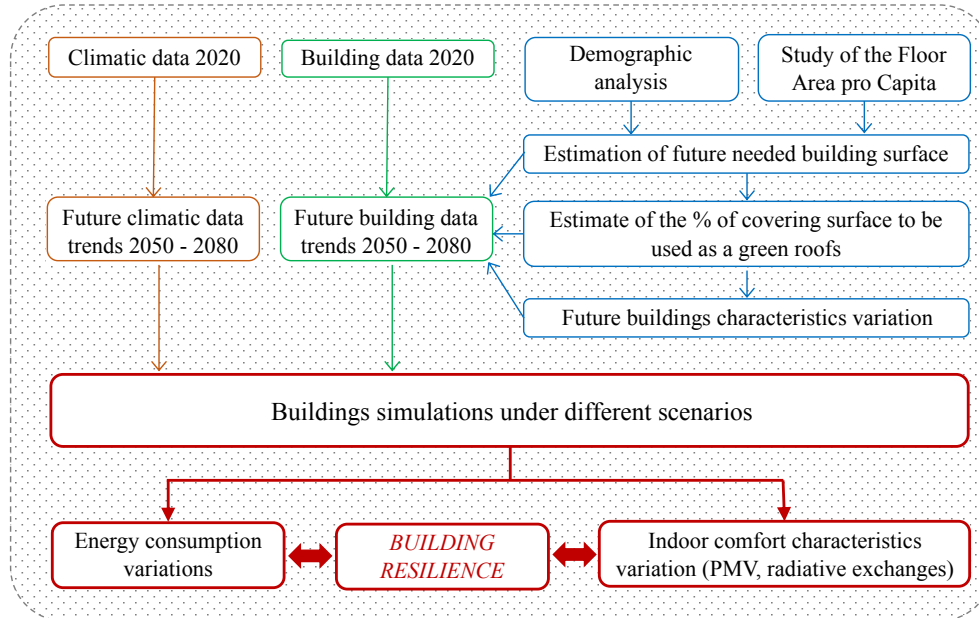 Climatic data 2020
Building data 2020
Demographic
analysis
Study of the Floor
Area pro Capita
Estimation of future needed building surface
Future climatic data
trends 2050 - 2080
Future building data
trends 2050 - 2080
Estimate of the % of covering surface to be
used as a green roofs
Future buildings characteristics variation
Buildings simulations under different scenarios
Energy consumption
variations
BUILDING
RESILIENCE
Indoor comfort characteristics
variation (PMV, radiative exchanges)